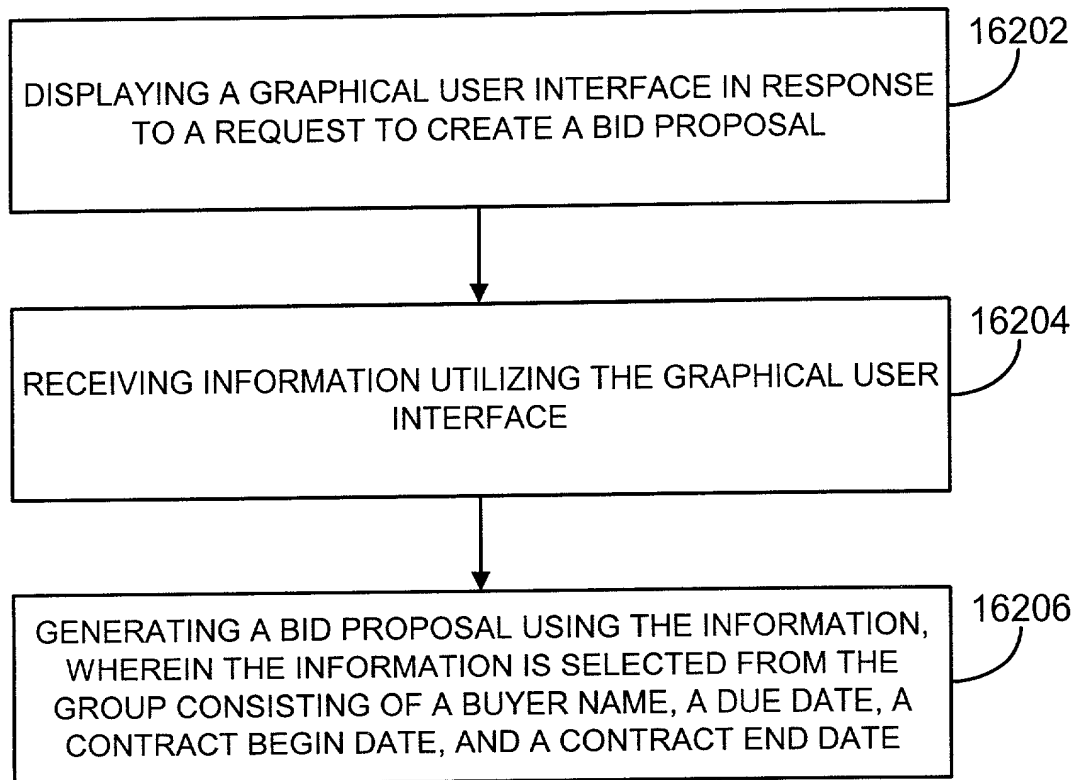 16202
DISPLAYING A GRAPHICAL USER INTERFACE IN RESPONSE
TO A REQUEST TO CREATE A BID PROPOSAL
16204
RECEIVING INFORMATION UTILIZING THE GRAPHICAL USER
INTERFACE
16206
GENERATING A BID PROPOSAL USING THE INFORMATION,
WHEREIN THE INFORMATION IS SELECTED FROM THE
GROUP CONSISTING OF A BUYER NAME, A DUE DATE, A
CONTRACT BEGIN DATE, AND A CONTRACT END DATE